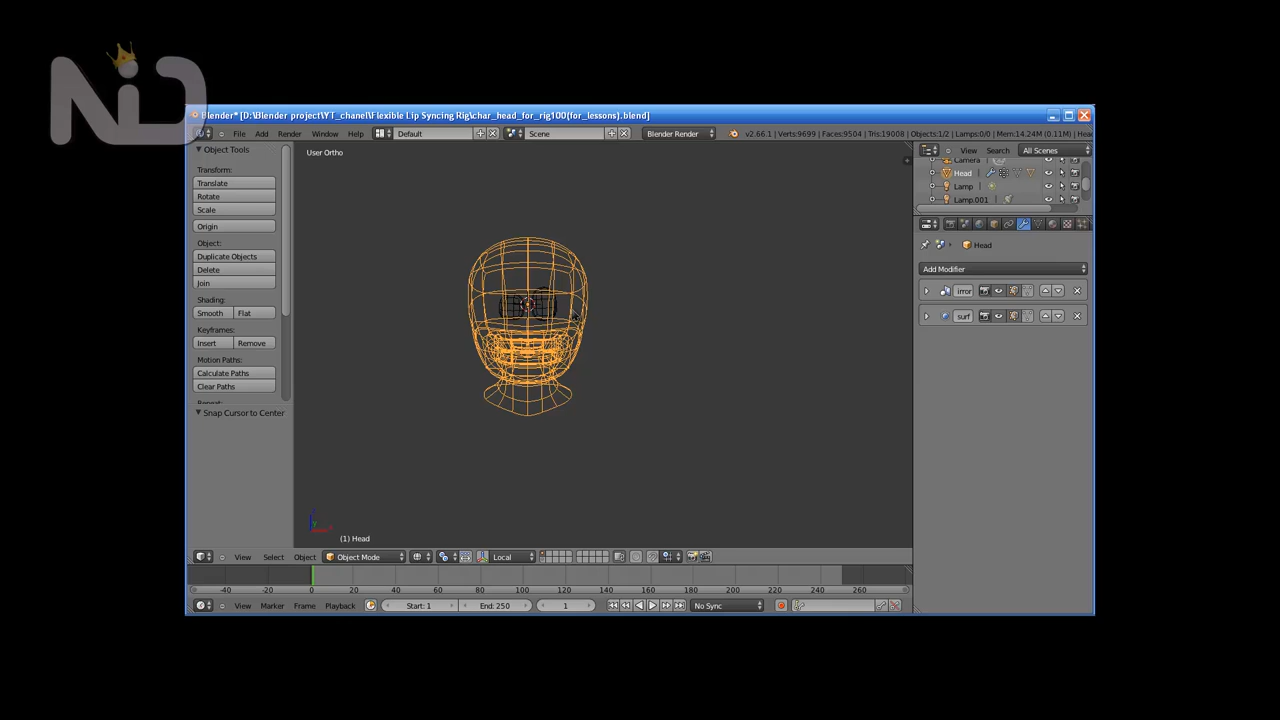 NiD
Blender* [D:\Blender project\YT_chanel\Flexible Lip Syncing Rig\char_head_for_rig100(for_lessons).blend]
File Add Render Window Help Default Scene Blender Render v2.66.1 | Verts:9699 | Faces:9504 | Tris:19008 | Objects:1/2 | Lamps:0/0 | Mem:14.24M (0.11M) | Hea
Object Tools
Transform:
Translate
Rotate
Scale
Origin
Object:
Duplicate Objects
Delete
Join
Shading:
Smooth Flat
Keyframes:
Insert Remove
Motion Paths:
Calculate Paths
Clear Paths
Repeat:
Snap Cursor to Center
User Ortho
(1) Head
View Search All Scenes
Camera
Head
Lamp
Lamp.001
Head
Add Modifier
irror
surf
View Select Object Object Mode Local
-40 -20 0 20 40 60 80 100 120 140 160 180 200 220 240 260
View Marker Frame Playback Start: 1 End: 250 1 No Sync